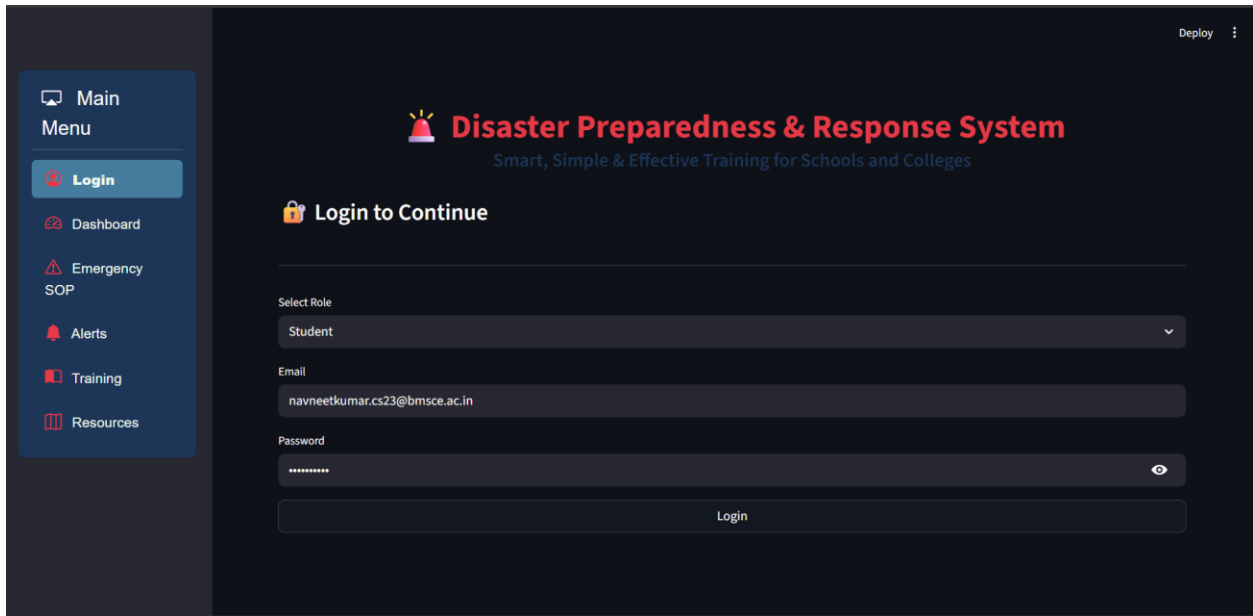 Deploy
Main
Menu
Login
Dashboard
Emergency
SOP
Alerts
Training
Resources
Disaster Preparedness & Response System
Smart, Simple & Effective Training for Schools and Colleges
Login to Continue
Select Role
Student
Email
navneetkumar.cs23@bmsce.ac.in
Password
••••••••••
Login